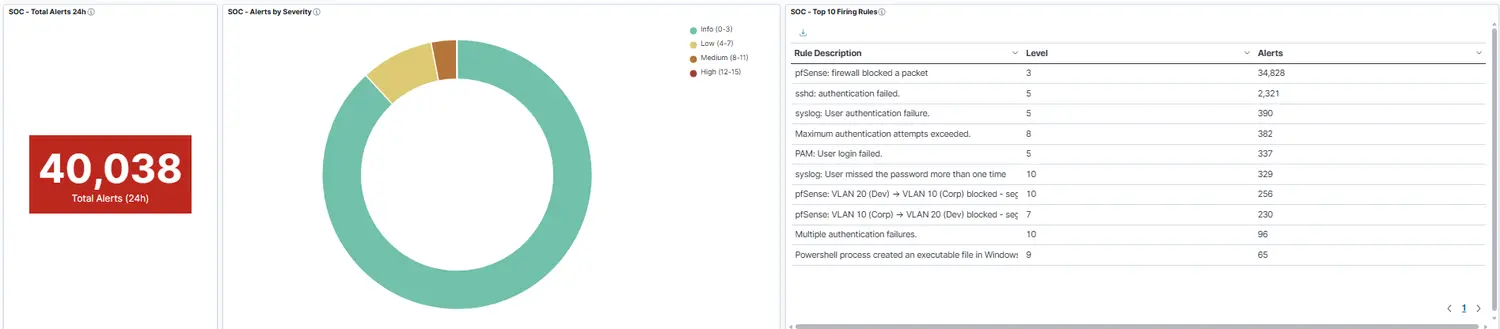 SOC - Total Alerts 24h
40,038
Total Alerts (24h)
SOC - Alerts by Severity
Info (0-3)
Low (4-7)
Medium (8-11)
High (12-15)
SOC - Top 10 Firing Rules
Rule Description Level Alerts
pfSense: firewall blocked a packet 3 34,828
sshd: authentication failed. 5 2,321
syslog: User authentication failure. 5 390
Maximum authentication attempts exceeded. 8 382
PAM: User login failed. 5 337
syslog: User missed the password more than one time 10 329
pfSense: VLAN 20 (Dev) → VLAN 10 (Corp) blocked - seg 10 256
pfSense: VLAN 10 (Corp) → VLAN 20 (Dev) blocked - seg 7 230
Multiple authentication failures. 10 96
Powershell process created an executable file in Windows 9 65
1